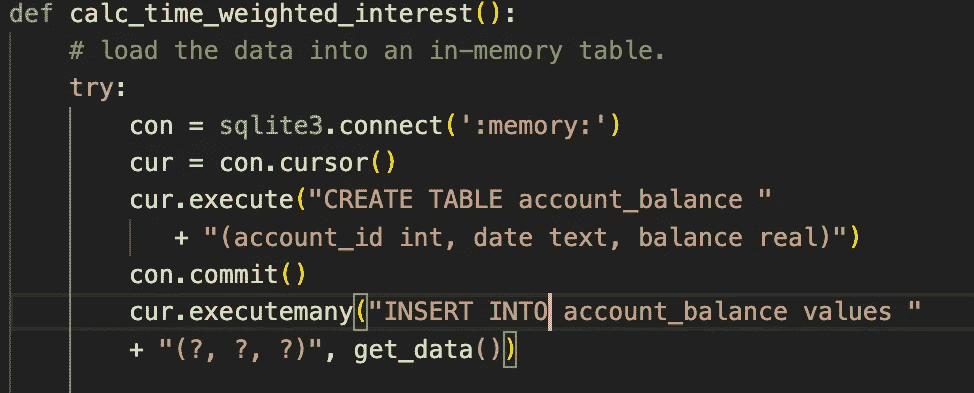 def calc_time_weighted_interest():
    # load the data into an in-memory table.
    try:
        con = sqlite3.connect(':memory:')
        cur = con.cursor()
        cur.execute("CREATE TABLE account_balance "
           + "(account_id int, date text, balance real)")
        con.commit()
        cur.executemany("INSERT INTO account_balance values "
        + "(?, ?, ?)", get_data())